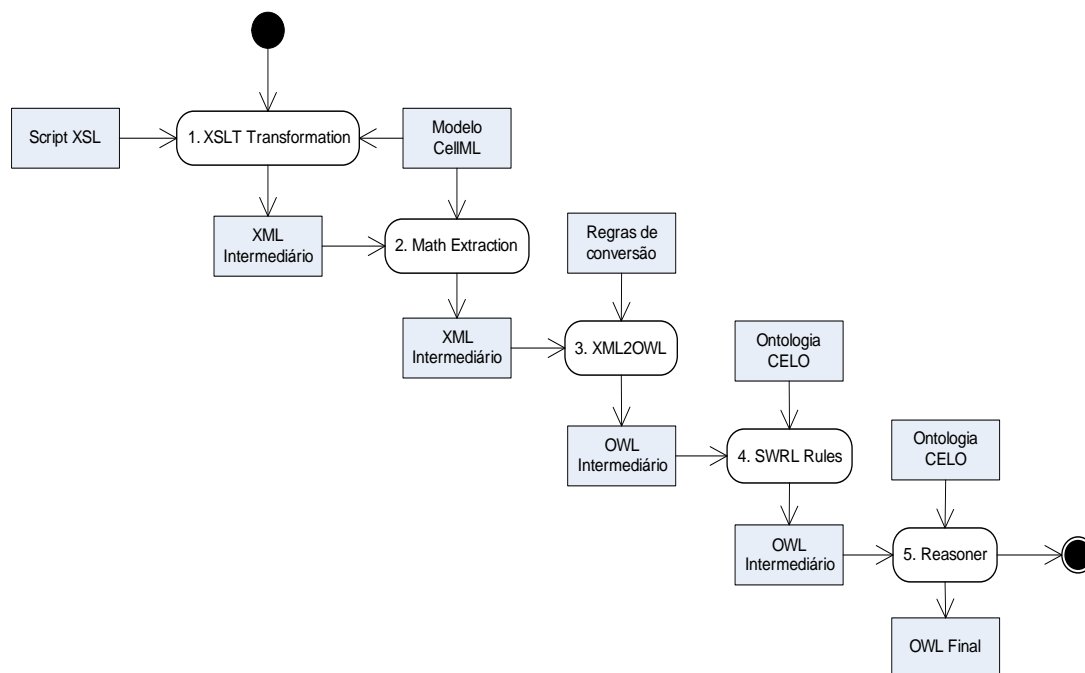 Script XSL
1. XSLT Transformation
Modelo
CellML
XML
Intermediário
2. Math Extraction
Regras de
conversão
XML
Intermediário
3. XML2OWL
Ontologia
CELO
OWL
Intermediário
4. SWRL Rules
Ontologia
CELO
OWL
Intermediário
5. Reasoner
OWL Final